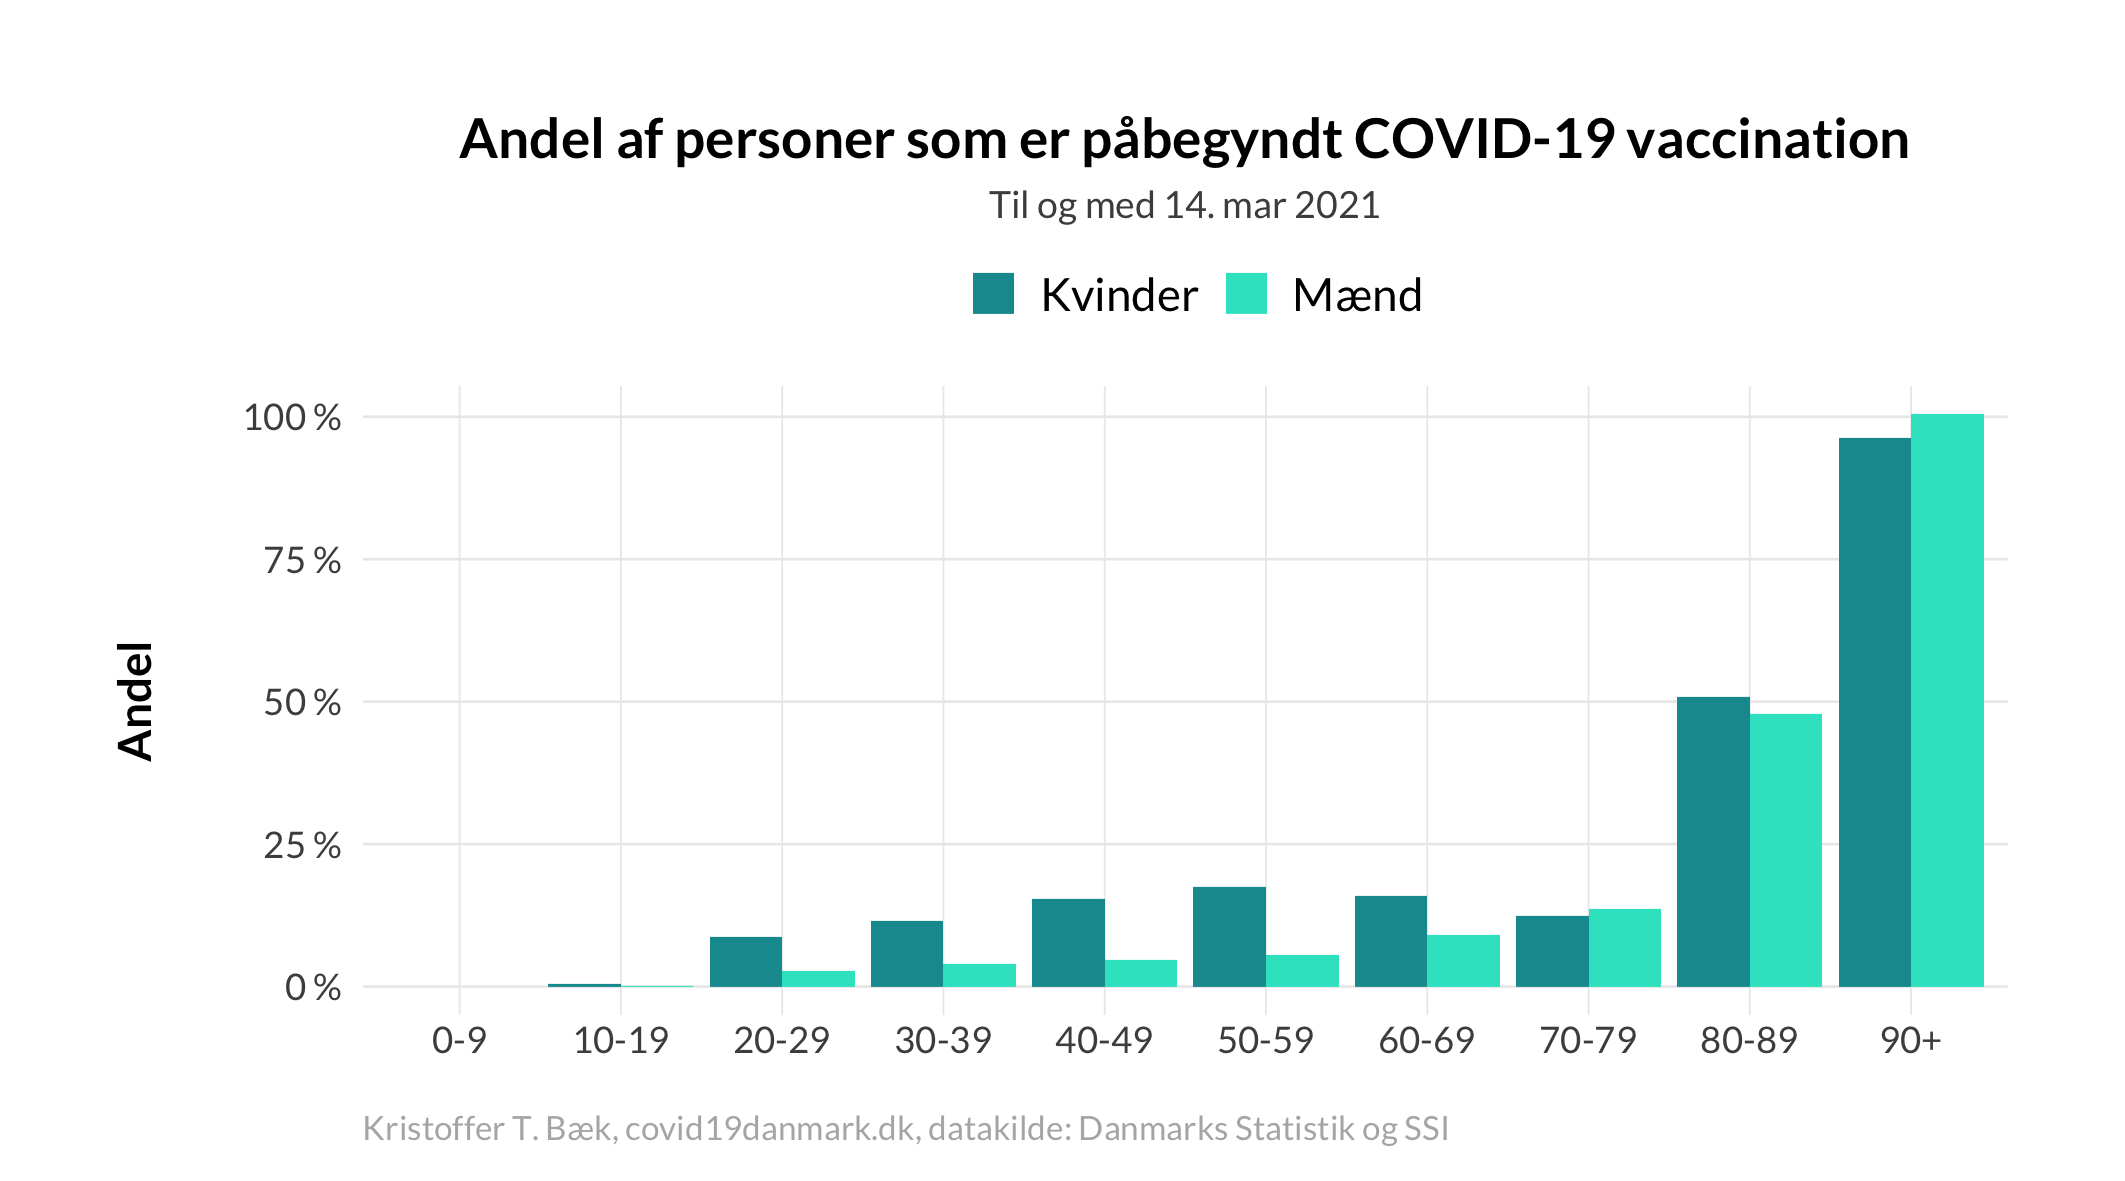 Andel af personer som er påbegyndt COVID-19 vaccination
Til og med 14. mar 2021
Kvinder Mænd
Andel
100 %
75 %
50 %
25 %
0 %
0-9 10-19 20-29 30-39 40-49 50-59 60-69 70-79 80-89 90+
Kristoffer T. Bæk, covid19danmark.dk, datakilde: Danmarks Statistik og SSI